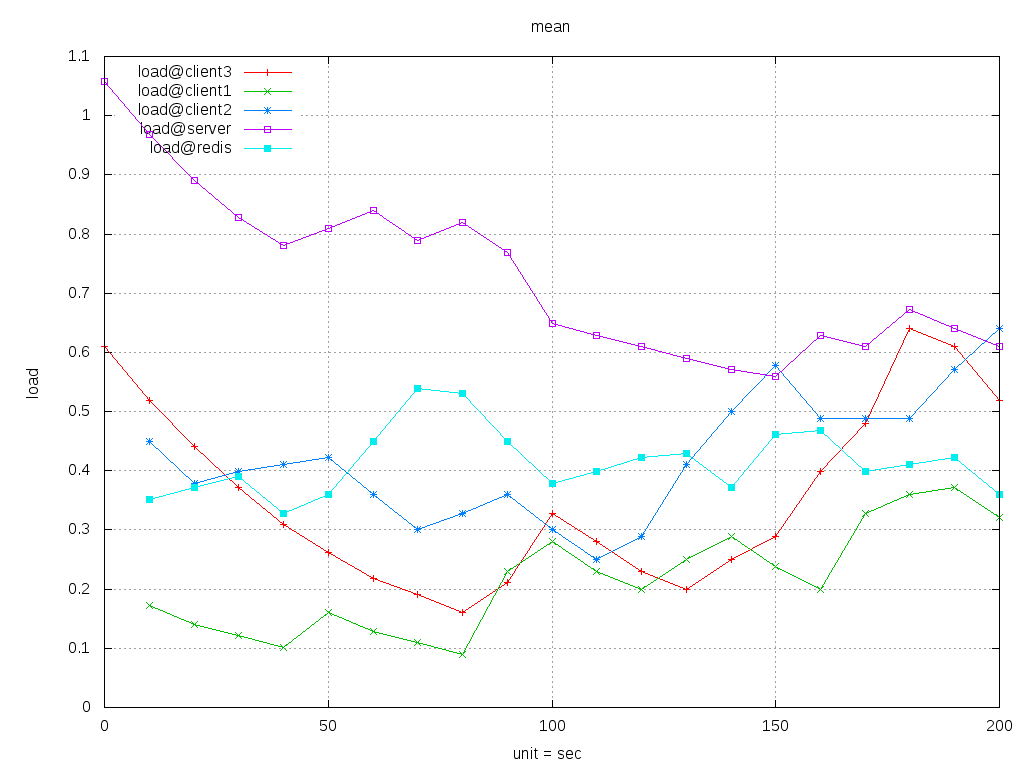 mean
1.1
load@client3
load@client1
load@client2
1
load@server
load@redis
0.9
0.8
0.7
0.6
load
0.5
0.4
0.3
0.2
0.1
0
0 50 100 150 200
unit = sec